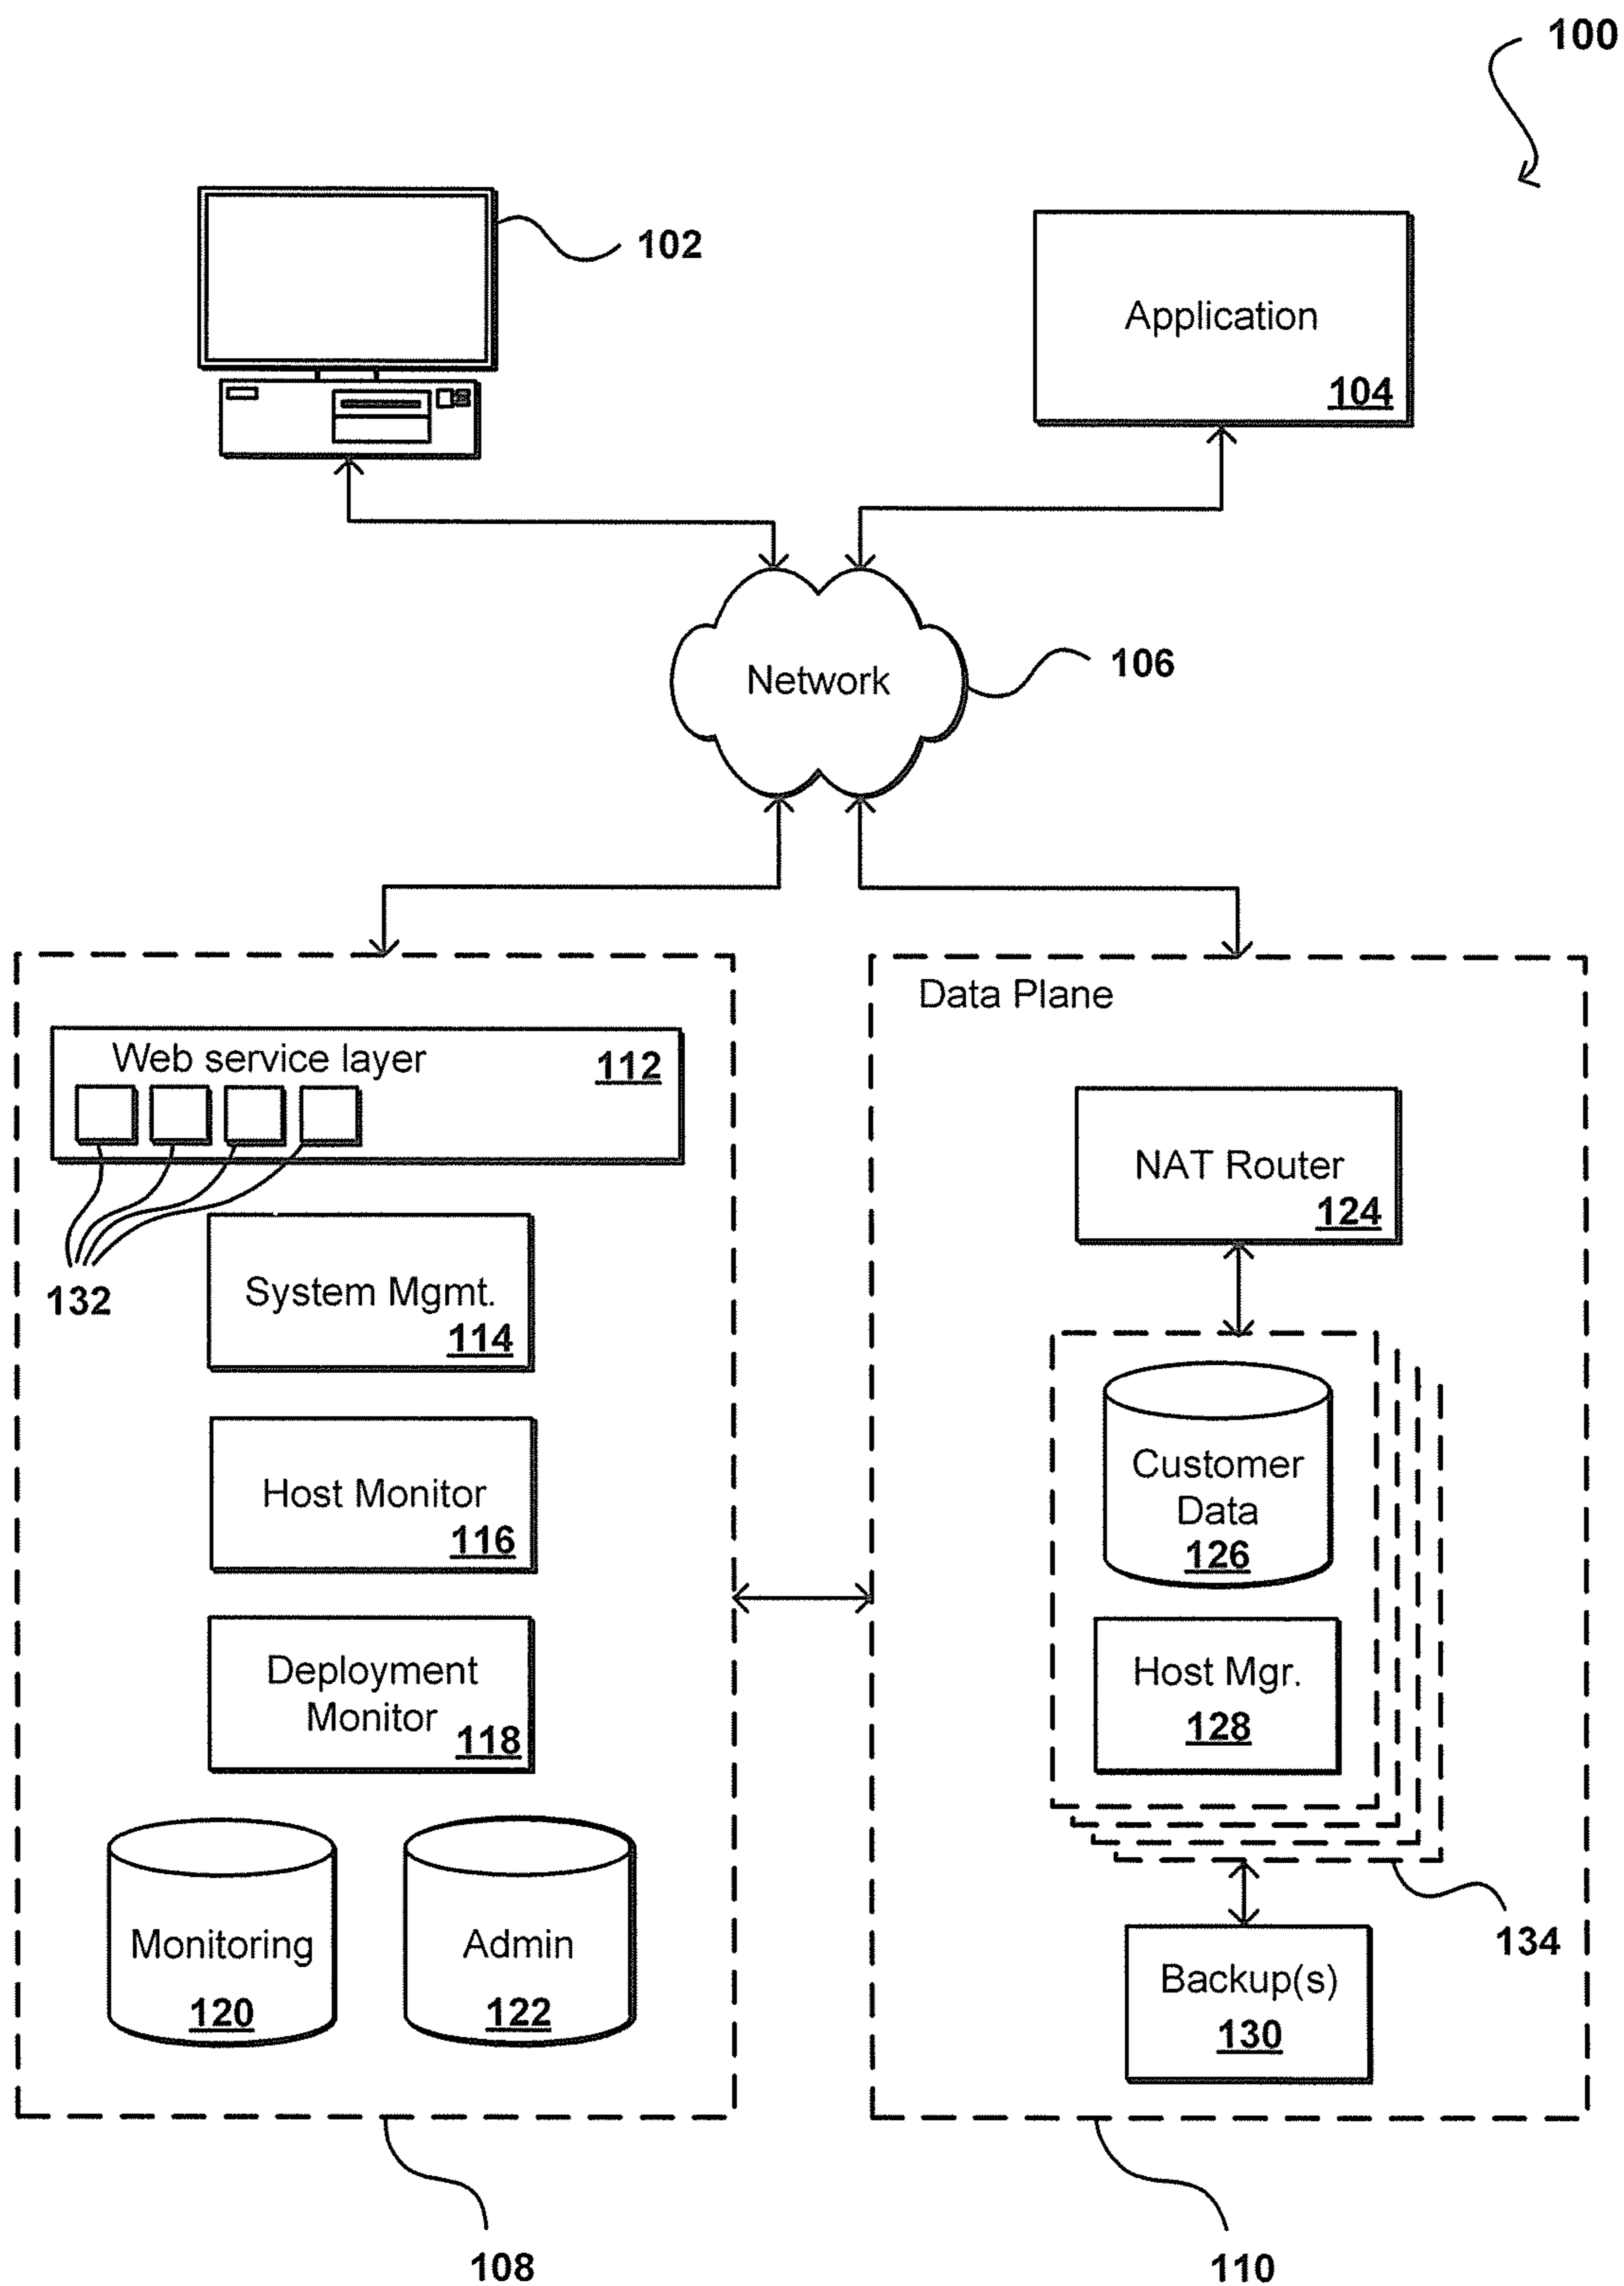 100
102
Application
104
Network
106
Web service layer
112
132
System Mgmt.
114
Host Monitor
116
Deployment
Monitor
118
Monitoring
120
Admin
122
108
Data Plane
NAT Router
124
Customer
Data
126
Host Mgr.
128
134
Backup(s)
130
110